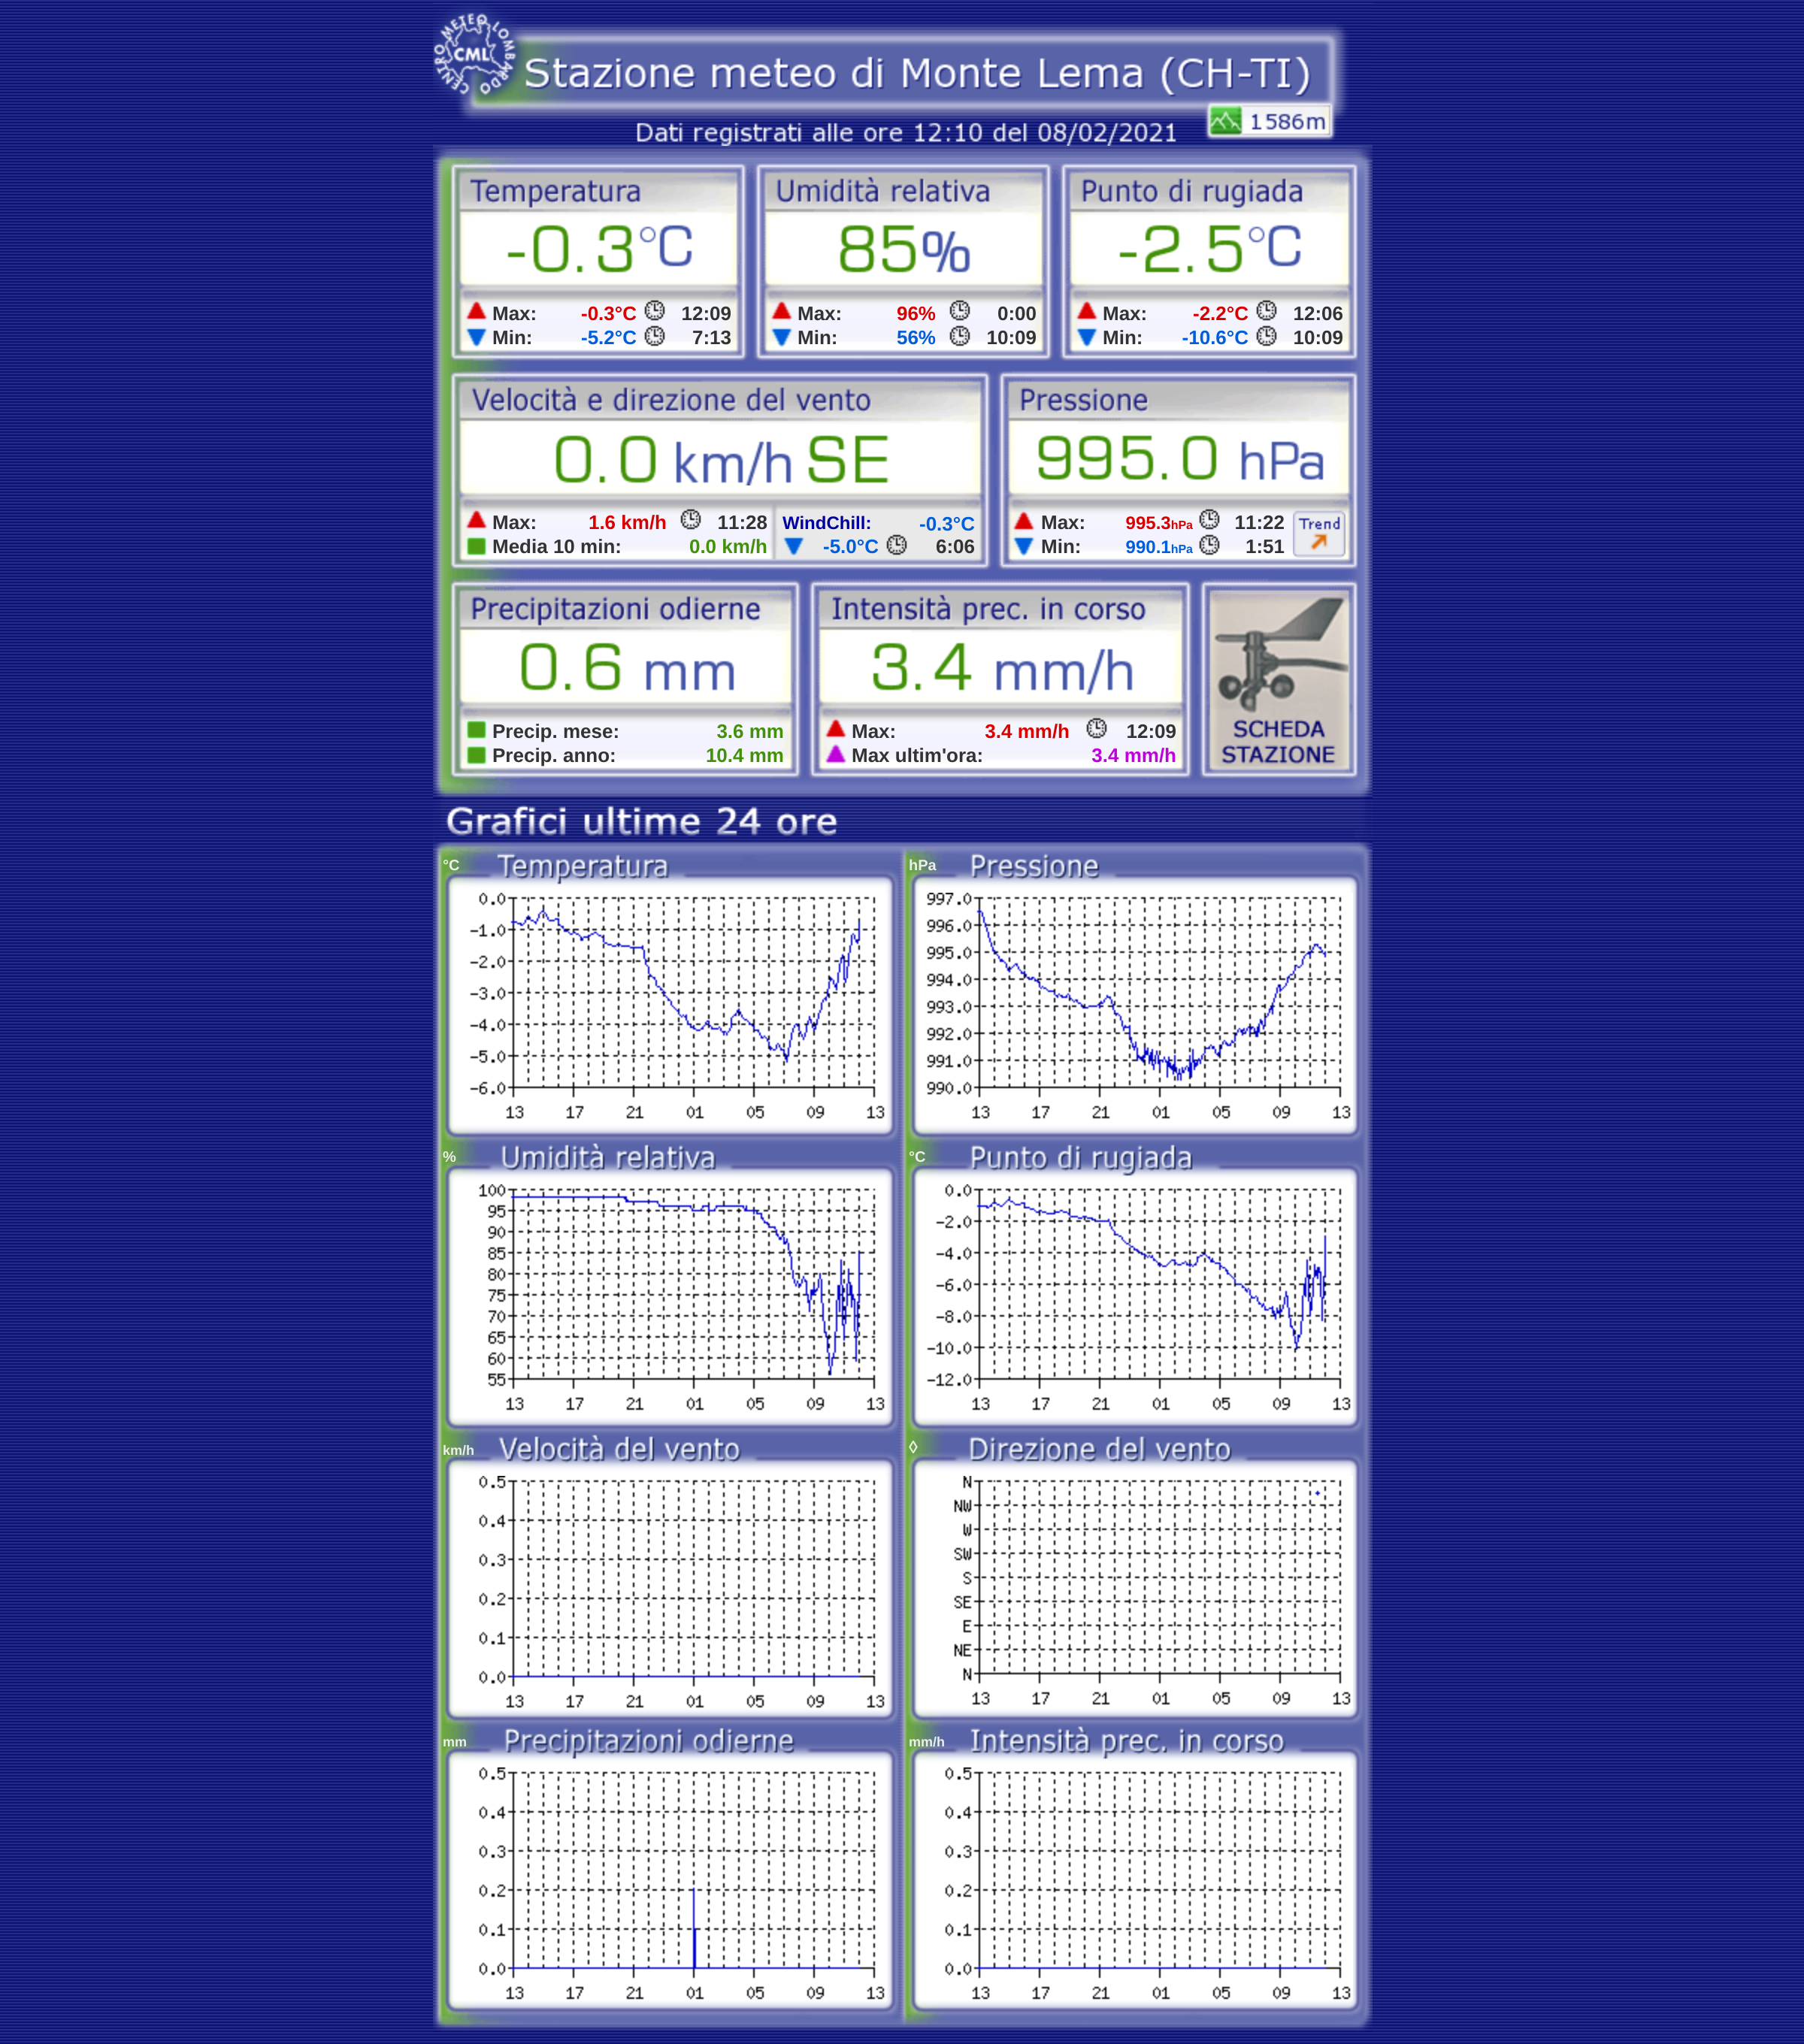 CENTRO METEO LOMBARDO
CML
Stazione meteo di Monte Lema (CH-TI)
1586m
Dati registrati alle ore 12:10 del 08/02/2021
Temperatura Umidità relativa Punto di rugiada
-0.3°C 85% -2.5°C
Max: -0.3°C 12:09 Max: 96% 0:00 Max: -2.2°C 12:06
Min: -5.2°C 7:13 Min: 56% 10:09 Min: -10.6°C 10:09
Velocità e direzione del vento Pressione
0.0 km/h SE 995.0 hPa
Max: 1.6 km/h 11:28 WindChill: -0.3°C Max: 995.3hPa 11:22 Trend
Media 10 min: 0.0 km/h -5.0°C 6:06 Min: 990.1hPa 1:51
Precipitazioni odierne Intensità prec. in corso
0.6 mm 3.4 mm/h
Precip. mese: 3.6 mm Max: 3.4 mm/h 12:09 SCHEDA
Precip. anno: 10.4 mm Max ultim'ora: 3.4 mm/h STAZIONE
Grafici ultime 24 ore
°C Temperatura
0.0
-1.0
-2.0
-3.0
-4.0
-5.0
-6.0
13 17 21 01 05 09 13
hPa Pressione
997.0
996.0
995.0
994.0
993.0
992.0
991.0
990.0
13 17 21 01 05 09 13
% Umidità relativa
100
95
90
85
80
75
70
65
60
55
13 17 21 01 05 09 13
°C Punto di rugiada
0.0
-2.0
-4.0
-6.0
-8.0
-10.0
-12.0
13 17 21 01 05 09 13
km/h Velocità del vento
0.5
0.4
0.3
0.2
0.1
0.0
13 17 21 01 05 09 13
◊ Direzione del vento
N
NW
W
SW
S
SE
E
NE
N
13 17 21 01 05 09 13
mm Precipitazioni odierne
0.5
0.4
0.3
0.2
0.1
0.0
13 17 21 01 05 09 13
mm/h Intensità prec. in corso
0.5
0.4
0.3
0.2
0.1
0.0
13 17 21 01 05 09 13